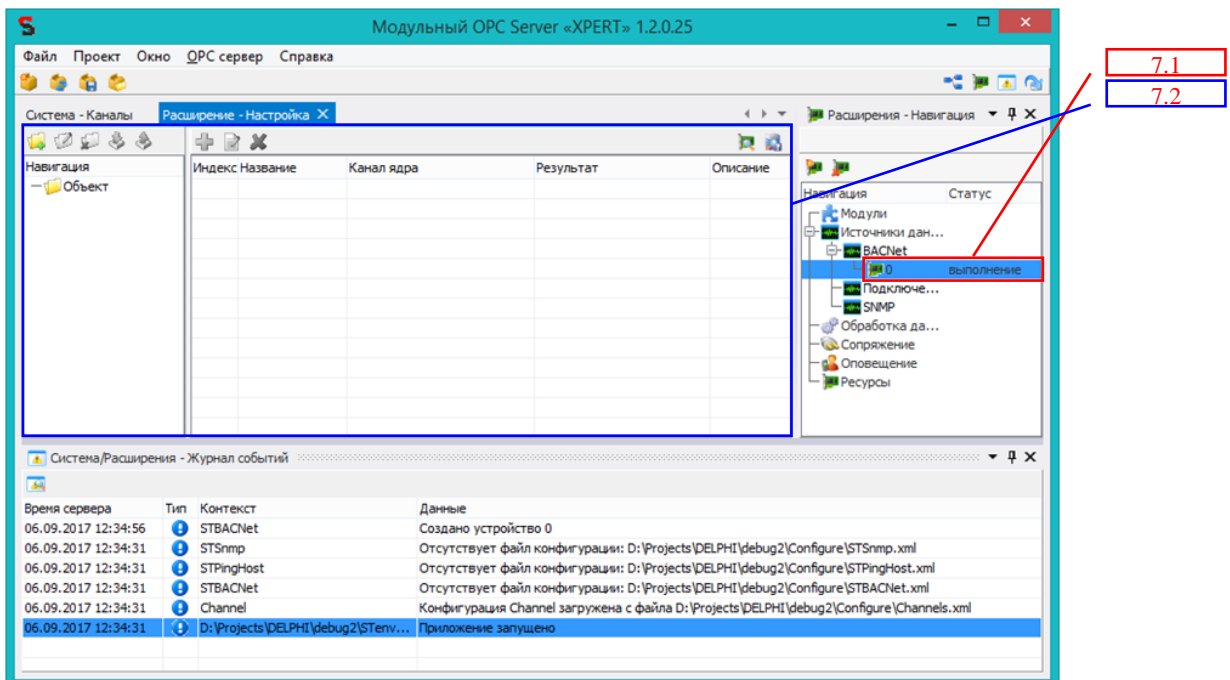 Модульный OPC Server «XPERT» 1.2.0.25
Файл Проект Окно OPC сервер Справка
7.1
7.2
Система - Каналы Расширение - Настройка
Расширения - Навигация
Навигация
Индекс Название Канал ядра Результат Описание
Объект
Навигация Статус
Модули
Источники дан...
BACNet
0 выполнение
Подключе...
SNMP
Обработка да...
Сопряжение
Оповещение
Ресурсы
Система/Расширения - Журнал событий
Время сервера Тип Контекст Данные
06.09.2017 12:34:56 STBACNet Создано устройство 0
06.09.2017 12:34:31 STSnmp Отсутствует файл конфигурации: D:\Projects\DELPHI\debug2\Configure\STSnmp.xml
06.09.2017 12:34:31 STPingHost Отсутствует файл конфигурации: D:\Projects\DELPHI\debug2\Configure\STPingHost.xml
06.09.2017 12:34:31 STBACNet Отсутствует файл конфигурации: D:\Projects\DELPHI\debug2\Configure\STBACNet.xml
06.09.2017 12:34:31 Channel Конфигурация Channel загружена с файла D:\Projects\DELPHI\debug2\Configure\Channels.xml
06.09.2017 12:34:31 D:\Projects\DELPHI\debug2\STenv... Приложение запущено